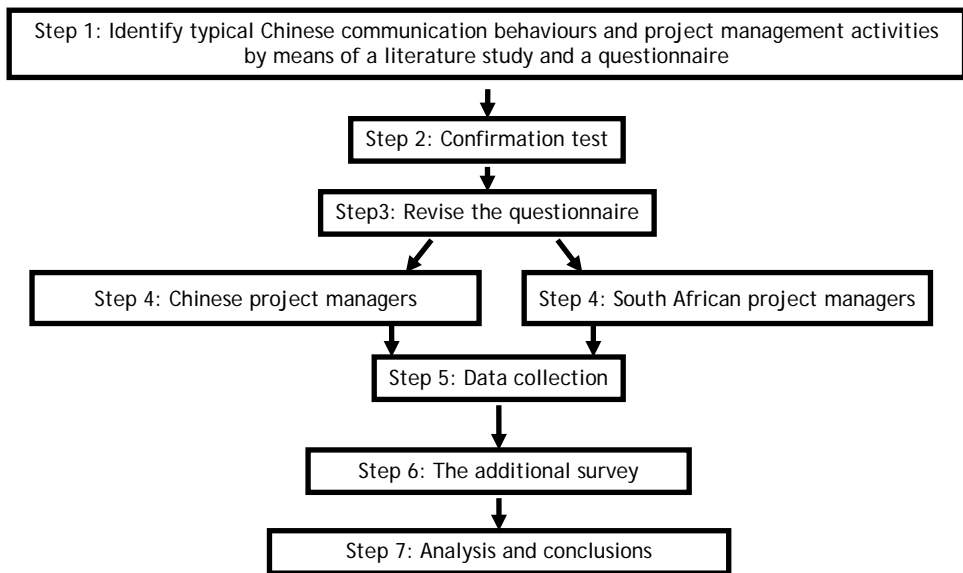 Step 1: Identify typical Chinese communication behaviours and project management activities
by means of a literature study and a questionnaire
Step 2: Confirmation test
Step3: Revise the questionnaire
Step 4: Chinese project managers
Step 4: South African project managers
Step 5: Data collection
Step 6: The additional survey
Step 7: Analysis and conclusions